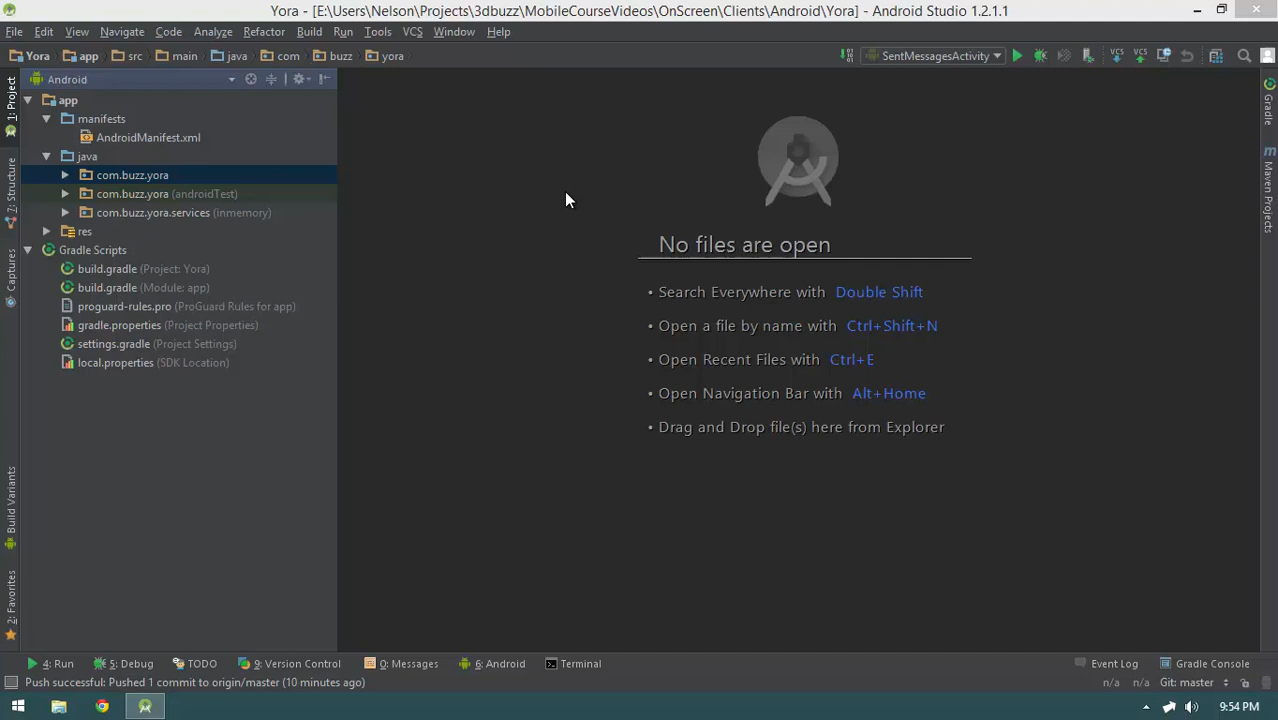 Yora - [E:\Users\Nelson\Projects\3dbuzz\MobileCourseVideos\OnScreen\Clients\Android\Yora] - Android Studio 1.2.1.1
File Edit View Navigate Code Analyze Refactor Build Run Tools VCS Window Help
Yora app src main java com buzz yora SentMessagesActivity VCS VCS
Android
1: Project
7: Structure
Captures
Build Variants
2: Favorites
app
manifests
AndroidManifest.xml
java
com.buzz.yora
com.buzz.yora (androidTest)
com.buzz.yora.services (inmemory)
res
Gradle Scripts
build.gradle (Project: Yora)
build.gradle (Module: app)
proguard-rules.pro (ProGuard Rules for app)
gradle.properties (Project Properties)
settings.gradle (Project Settings)
local.properties (SDK Location)
No files are open
• Search Everywhere with Double Shift
• Open a file by name with Ctrl+Shift+N
• Open Recent Files with Ctrl+E
• Open Navigation Bar with Alt+Home
• Drag and Drop file(s) here from Explorer
Gradle
m Maven Projects
4: Run 5: Debug TODO 9: Version Control 0: Messages 6: Android Terminal Event Log Gradle Console
Push successful: Pushed 1 commit to origin/master (10 minutes ago) n/a n/a Git: master
9:54 PM